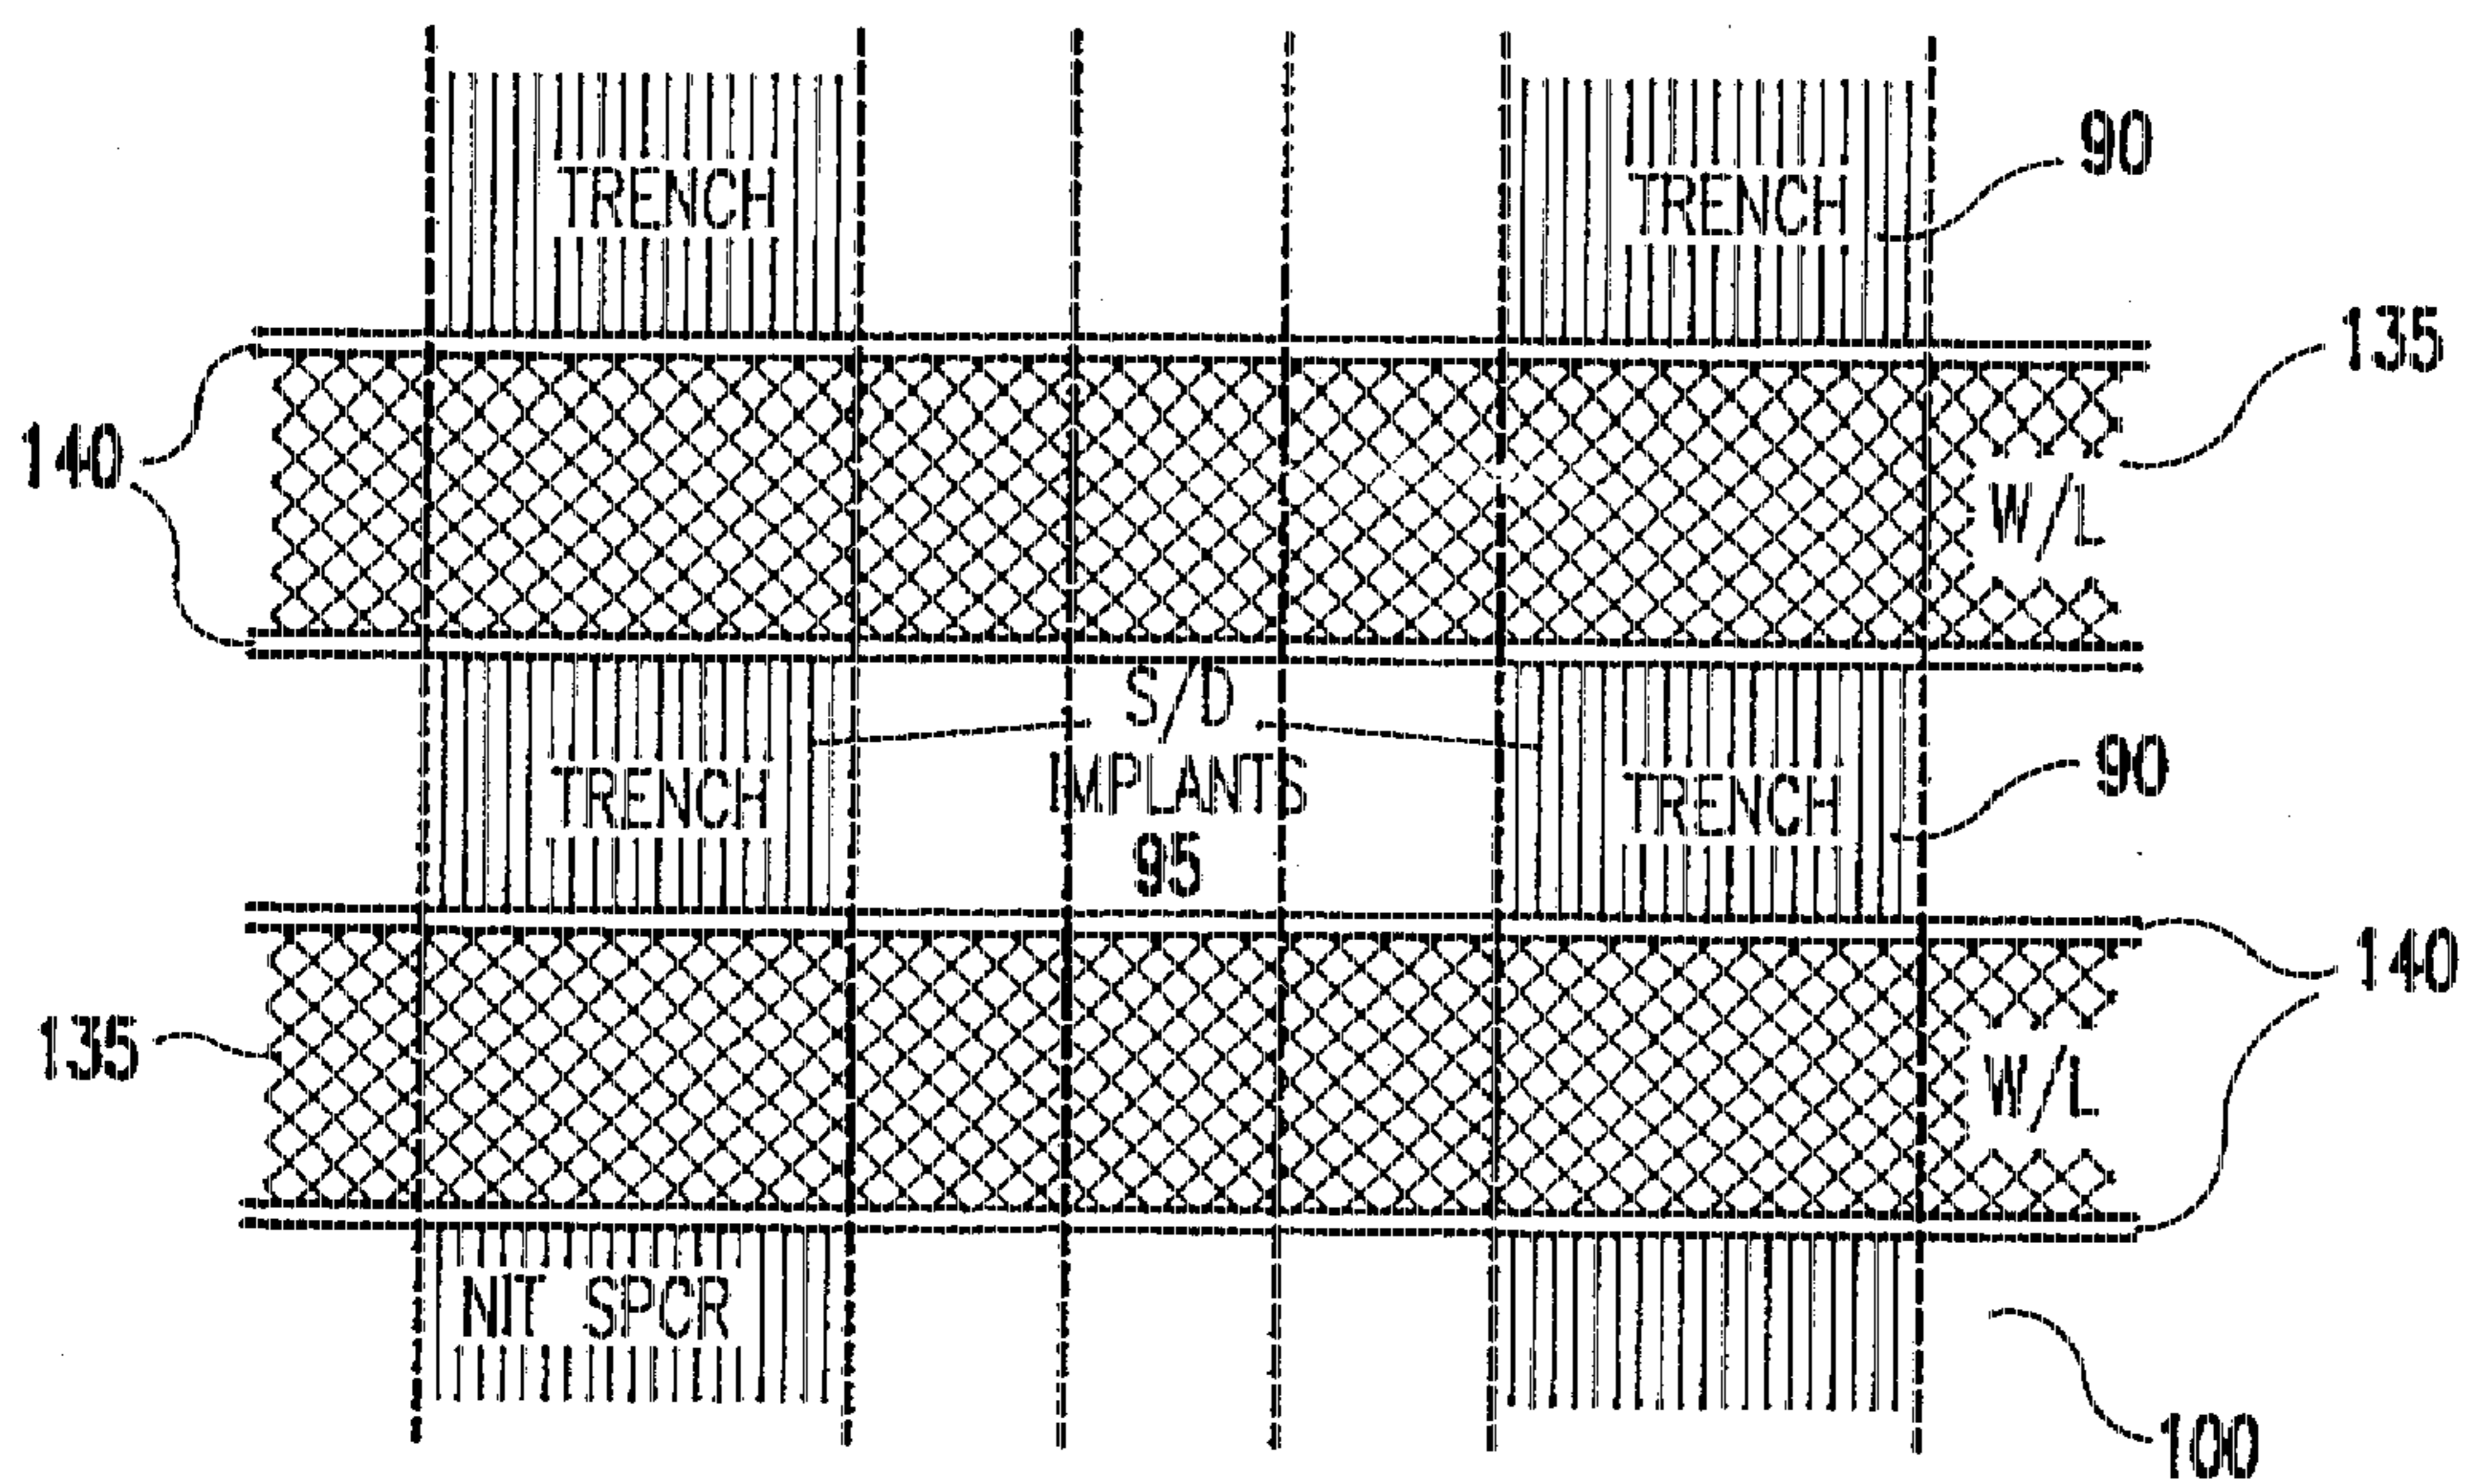 TRENCH
TRENCH
90
135
140
W/L
S/D
IMPLANTS
95
TRENCH
TRENCH
90
140
135
W/L
NIT SPCR
100